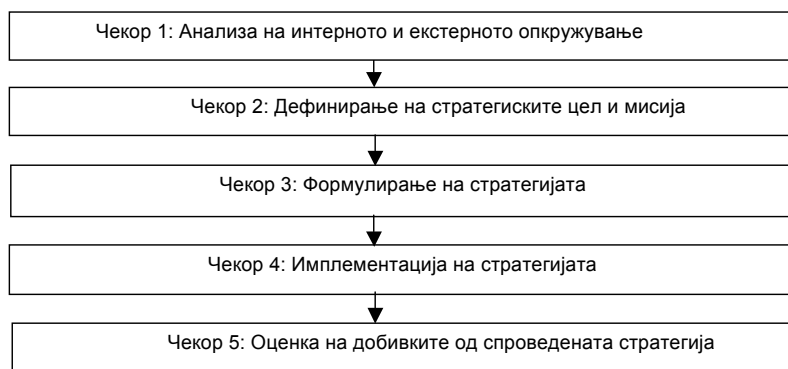 Чекор 1: Анализа на интерното и екстерното опкружување
Чекор 2: Дефинирање на стратегиските цел и мисија
Чекор 3: Формулирање на стратегијата
Чекор 4: Имплементација на стратегијата
Чекор 5: Оценка на добивките од спроведената стратегија